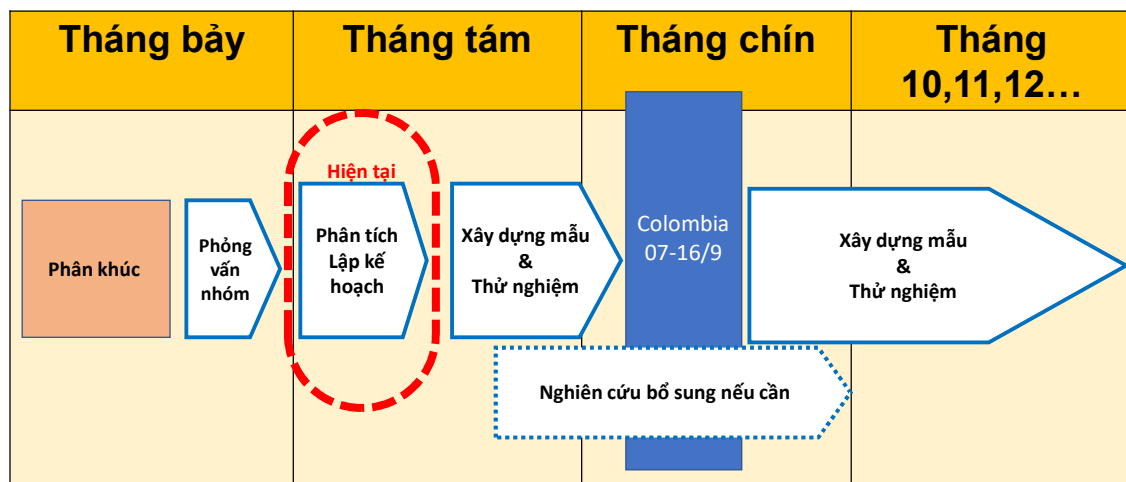 Tháng bảy
Tháng tám
Tháng chín
Tháng
10,11,12…
Hiện tại
Phân khúc
Phỏng
vấn
nhóm
Phân tích
Lập kế
hoạch
Xây dựng mẫu
&
Thử nghiệm
Colombia
07-16/9
Xây dựng mẫu
&
Thử nghiệm
Nghiên cứu bổ sung nếu cần